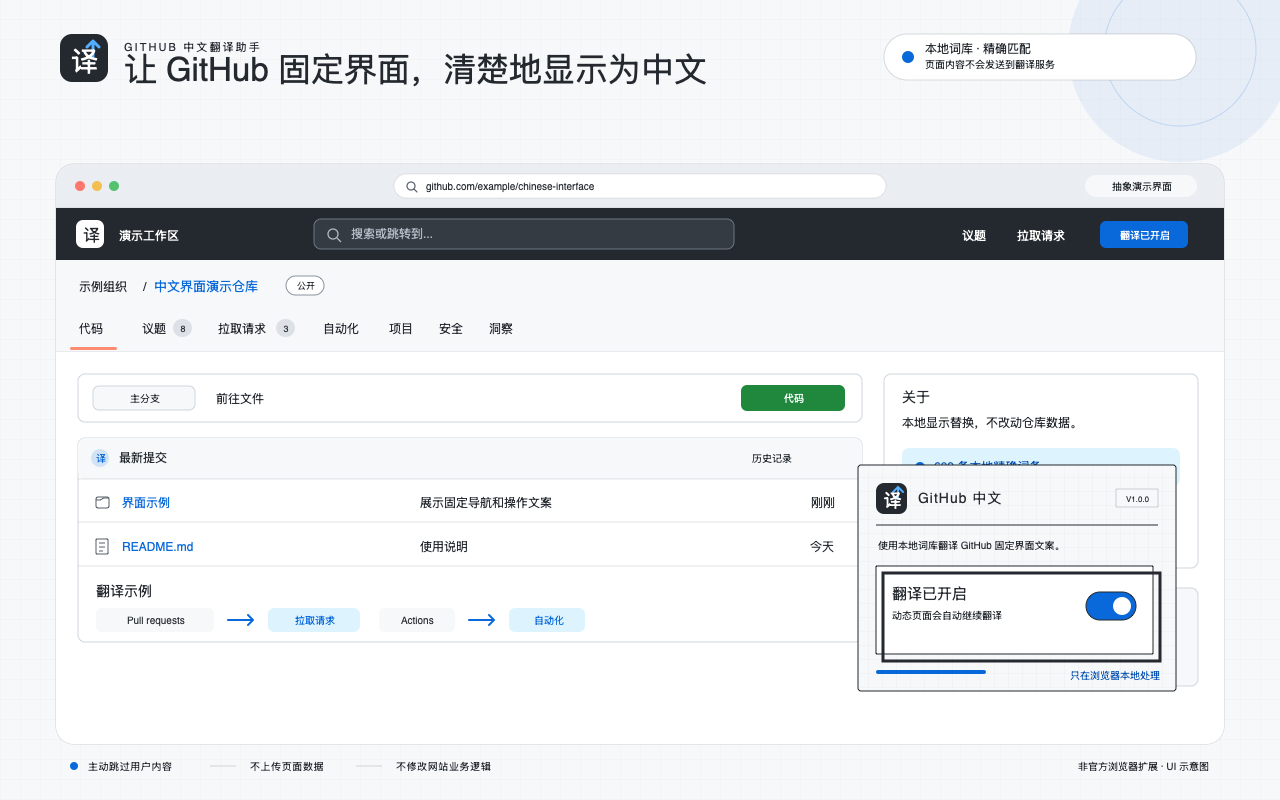 译
GITHUB 中文翻译助手
让 GitHub 固定界面，清楚地显示为中文
本地词库 · 精确匹配
页面内容不会发送到翻译服务
github.com/example/chinese-interface
抽象演示界面
译 演示工作区
搜索或跳转到...
议题 拉取请求 翻译已开启
示例组织 / 中文界面演示仓库 公开
代码 议题 8 拉取请求 3 自动化 项目 安全 洞察
主分支 前往文件 代码
译 最新提交 历史记录
界面示例 展示固定导航和操作文案 刚刚
README.md 使用说明 今天
翻译示例
Pull requests 拉取请求 Actions 自动化
关于
本地显示替换，不改动仓库数据。
译 GitHub 中文 V1.0.0
使用本地词库翻译 GitHub 固定界面文案。
翻译已开启
动态页面会自动继续翻译
只在浏览器本地处理
主动跳过用户内容 不上传页面数据 不修改网站业务逻辑
非官方浏览器扩展 · UI 示意图